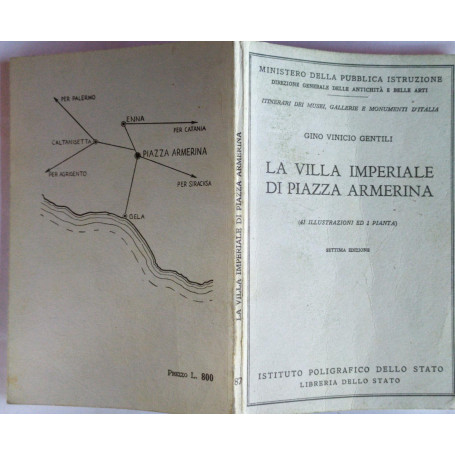 PER PALERMO
ENNA
PER CATANIA
CALTANISETTA
PIAZZA ARMERINA
PER AGRIGENTO
PER SIRACUSA
GELA
PREZZO L. 800
LA VILLA IMPERIALE DI PIAZZA ARMERINA
87
MINISTERO DELLA PUBBLICA ISTRUZIONE
DIREZIONE GENERALE DELLE ANTICHITÀ E BELLE ARTI
ITINERARI DEI MUSEI, GALLERIE E MONUMENTI D'ITALIA
GINO VINICIO GENTILI
LA VILLA IMPERIALE
DI PIAZZA ARMERINA
(41 ILLUSTRAZIONI ED 1 PIANTA)
SETTIMA EDIZIONE
ISTITUTO POLIGRAFICO DELLO STATO
LIBRERIA DELLO STATO